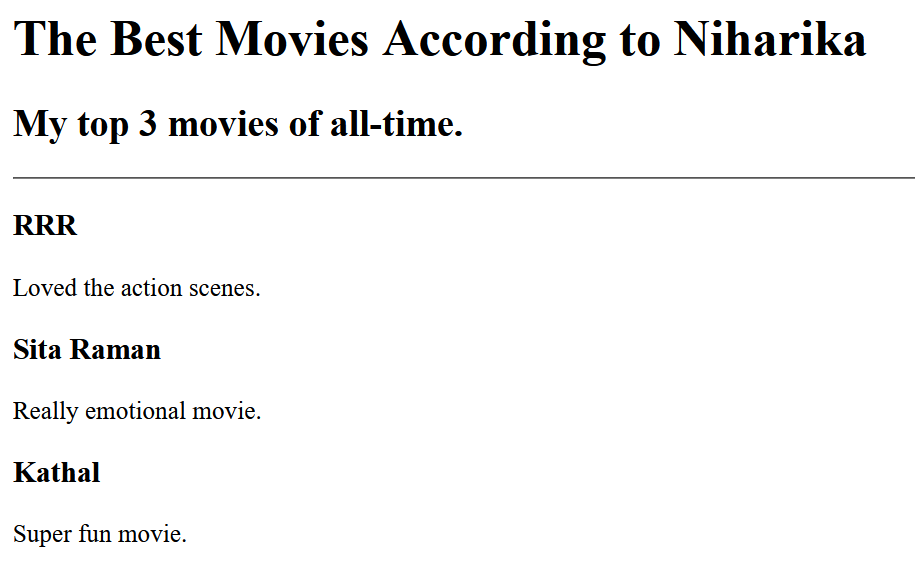 The Best Movies According to Niharika
My top 3 movies of all-time.
RRR
Loved the action scenes.
Sita Raman
Really emotional movie.
Kathal
Super fun movie.